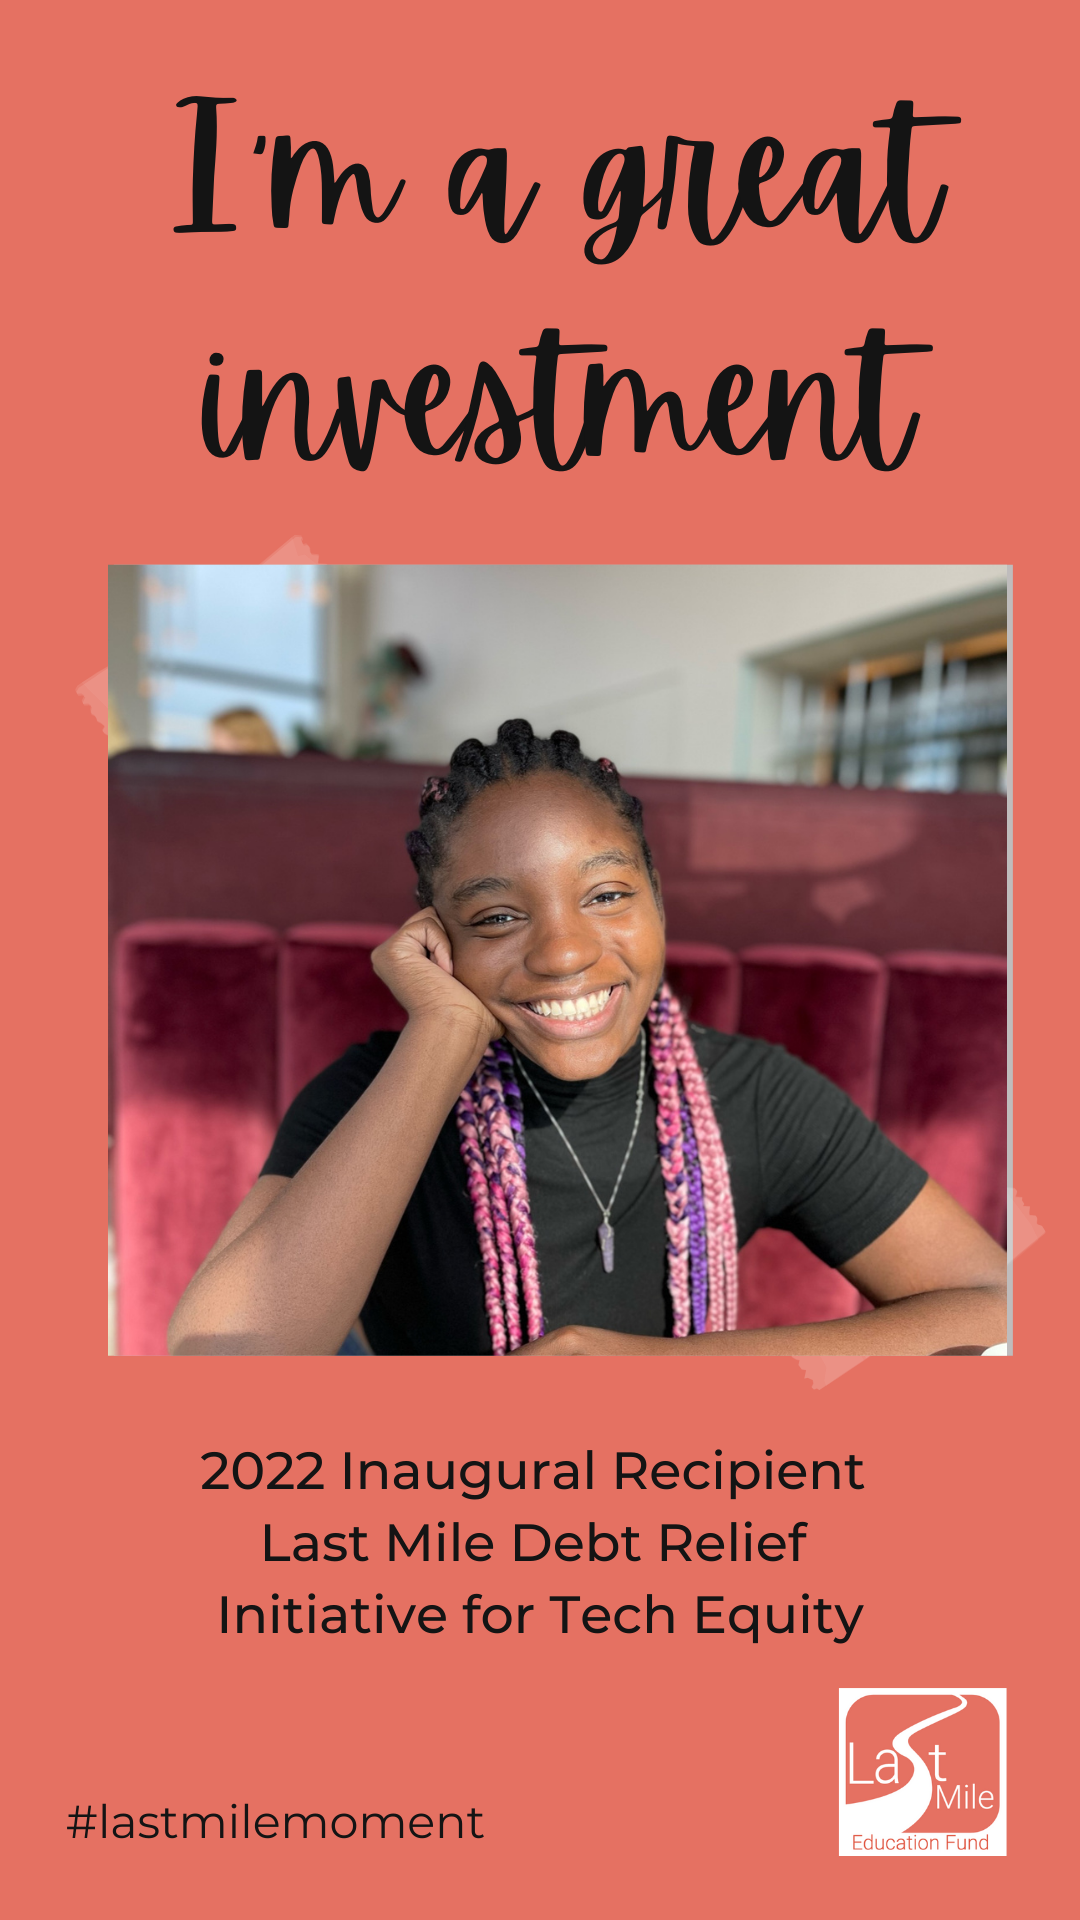 I'm a great
investment
2022 Inaugural Recipient
Last Mile Debt Relief
Initiative for Tech Equity
#lastmilemoment
Last
Mile
Education Fund